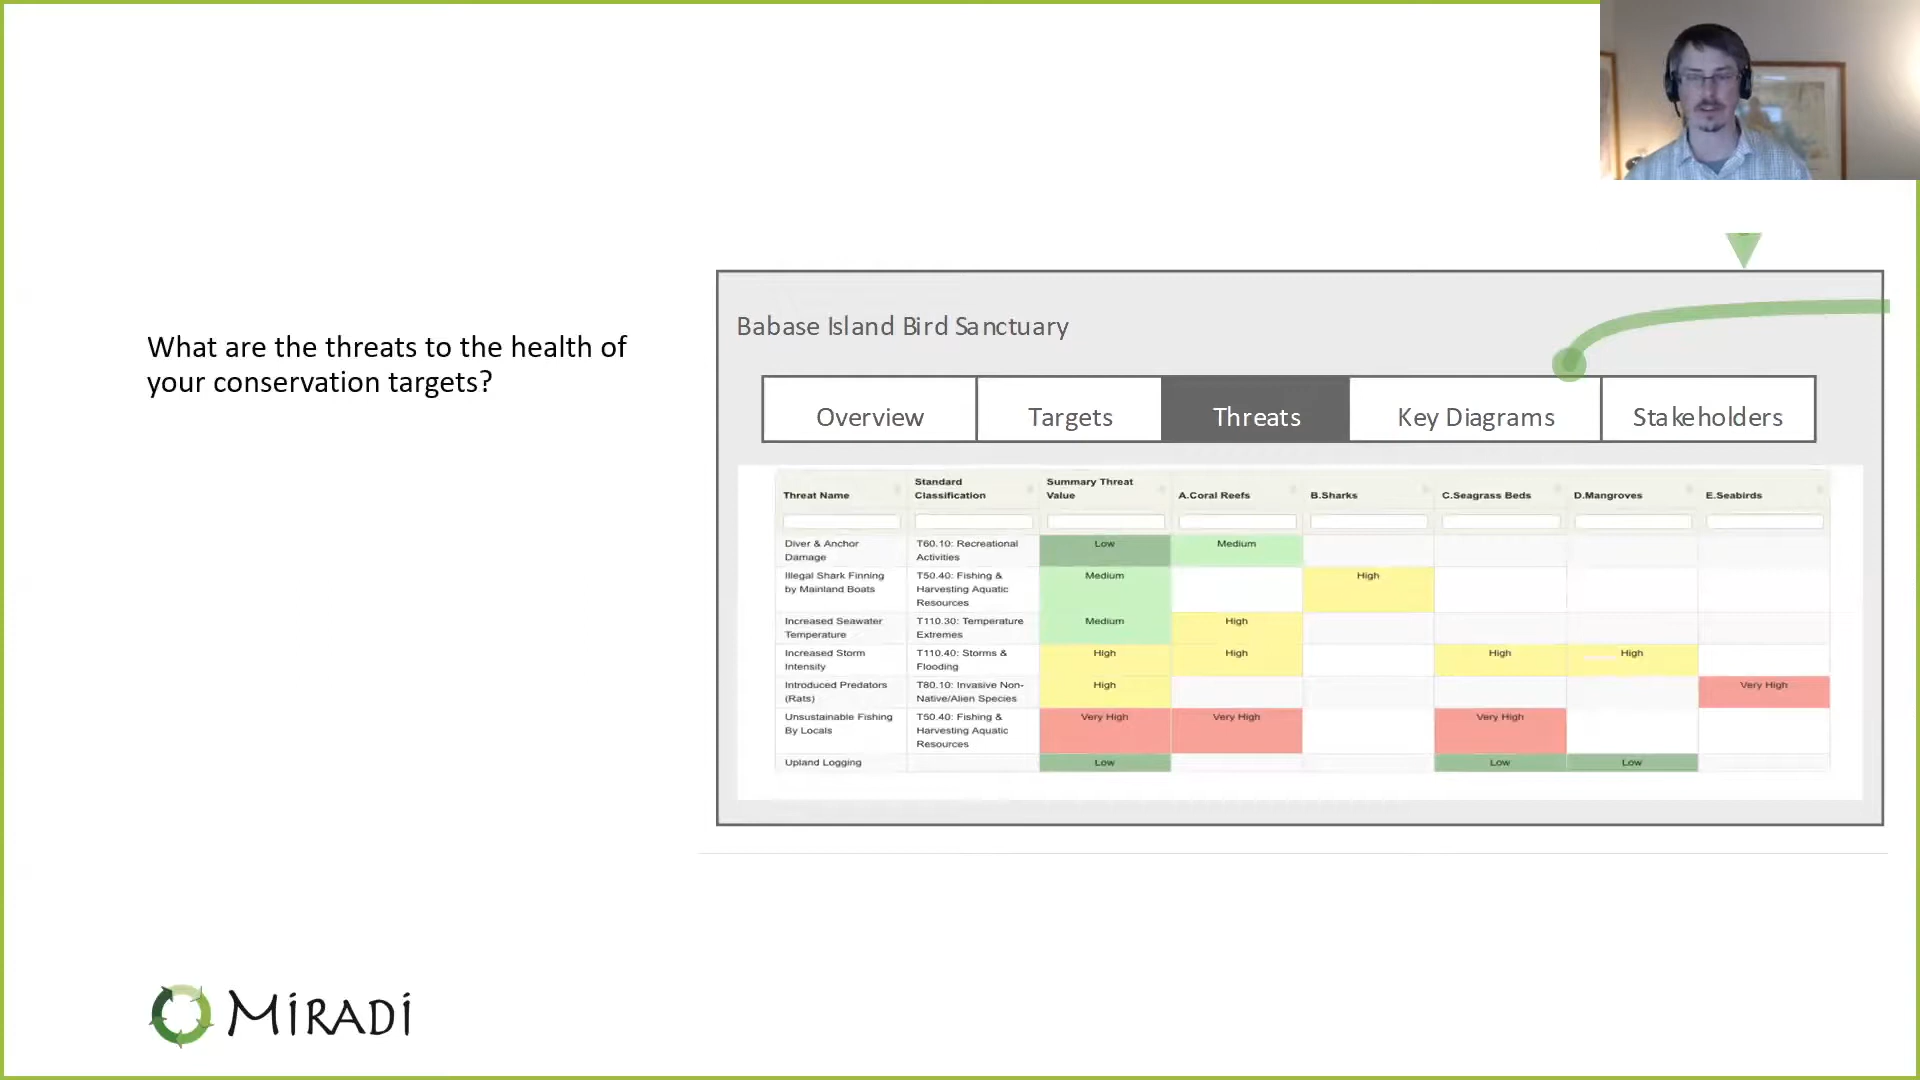 What are the threats to the health of
your conservation targets?
Babase Island Bird Sanctuary
Overview Targets Threats Key Diagrams Stakeholders
Threat Name Standard Classification Summary Threat Value A.Coral Reefs B.Sharks C.Seagrass Beds D.Mangroves E.Seabirds
Diver & Anchor Damage T60.10: Recreational Activities Low Medium
Illegal Shark Finning by Mainland Boats T50.40: Fishing & Harvesting Aquatic Resources Medium High
Increased Seawater Temperature T110.30: Temperature Extremes Medium High
Increased Storm Intensity T110.40: Storms & Flooding High High High High
Introduced Predators (Rats) T80.10: Invasive Non-Native/Alien Species High Very High
Unsustainable Fishing By Locals T50.40: Fishing & Harvesting Aquatic Resources Very High Very High Very High
Upland Logging Low Low Low
MiRADi